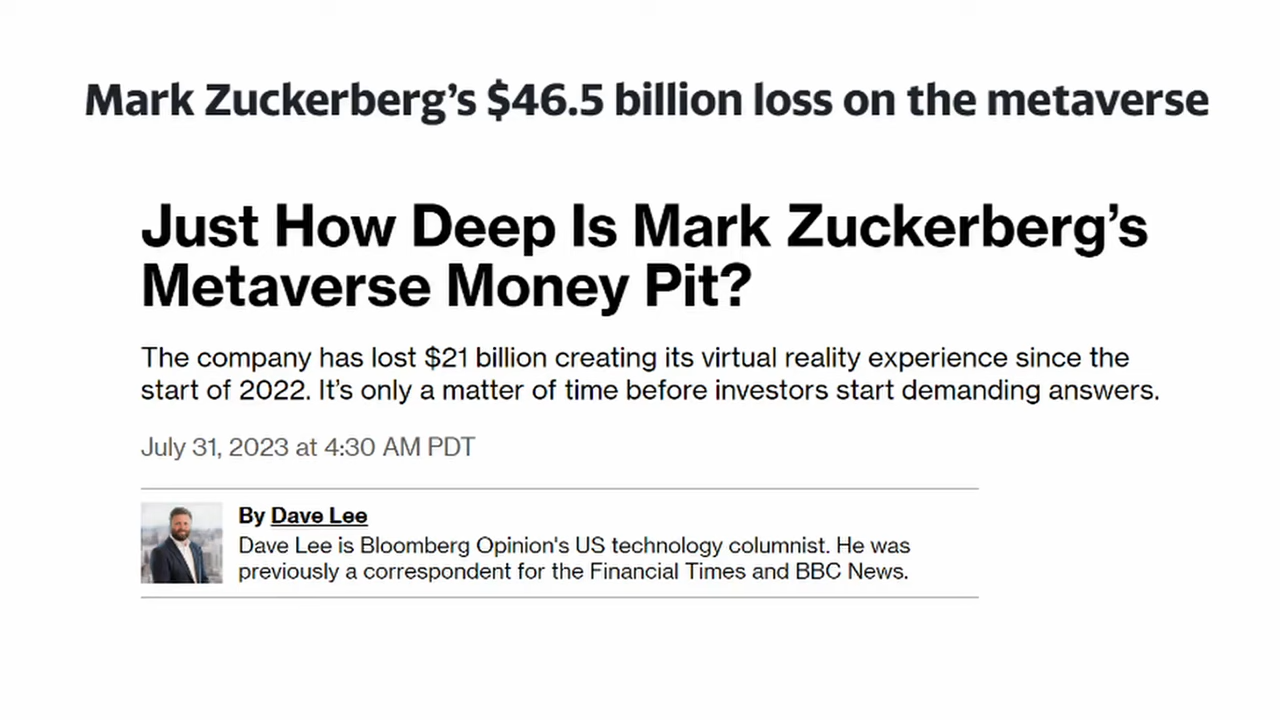 Mark Zuckerberg’s $46.5 billion loss on the metaverse
Just How Deep Is Mark Zuckerberg’s
Metaverse Money Pit?
The company has lost $21 billion creating its virtual reality experience since the
start of 2022. It’s only a matter of time before investors start demanding answers.
July 31, 2023 at 4:30 AM PDT
By Dave Lee
Dave Lee is Bloomberg Opinion's US technology columnist. He was
previously a correspondent for the Financial Times and BBC News.